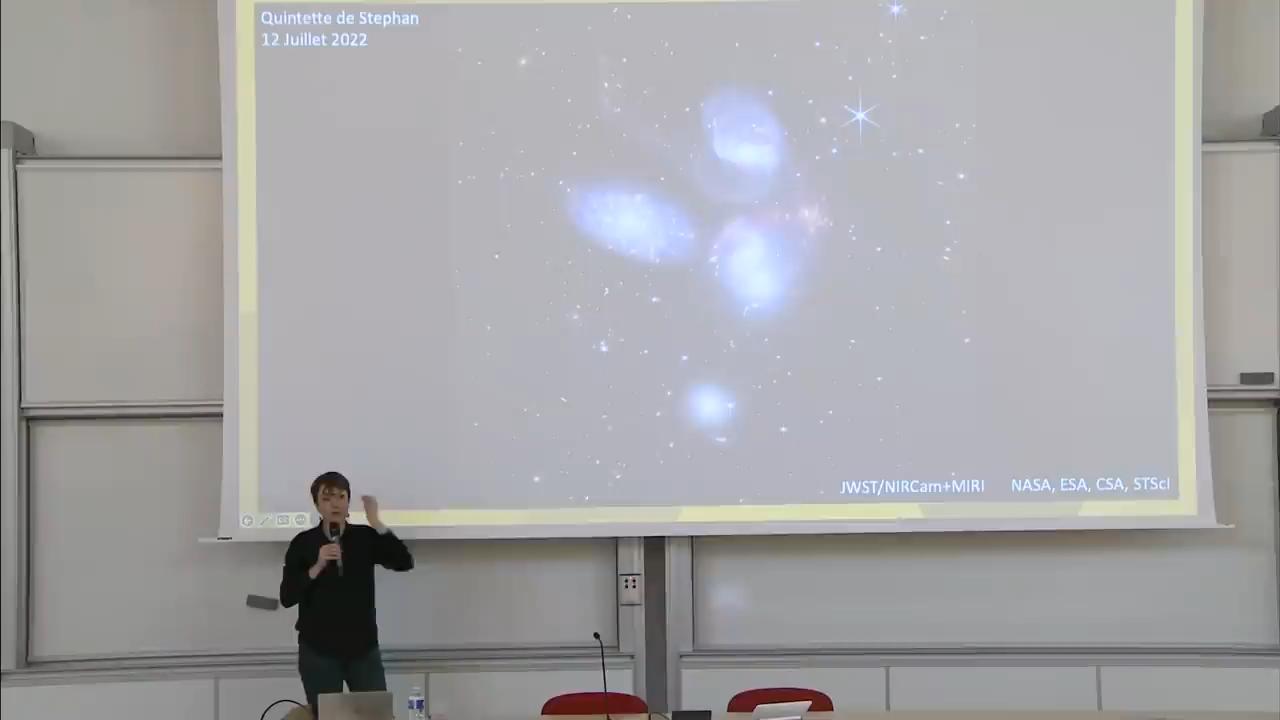 Quintette de Stephan
12 Juillet 2022
JWST/NIRCam+MIRI NASA, ESA, CSA, STScI